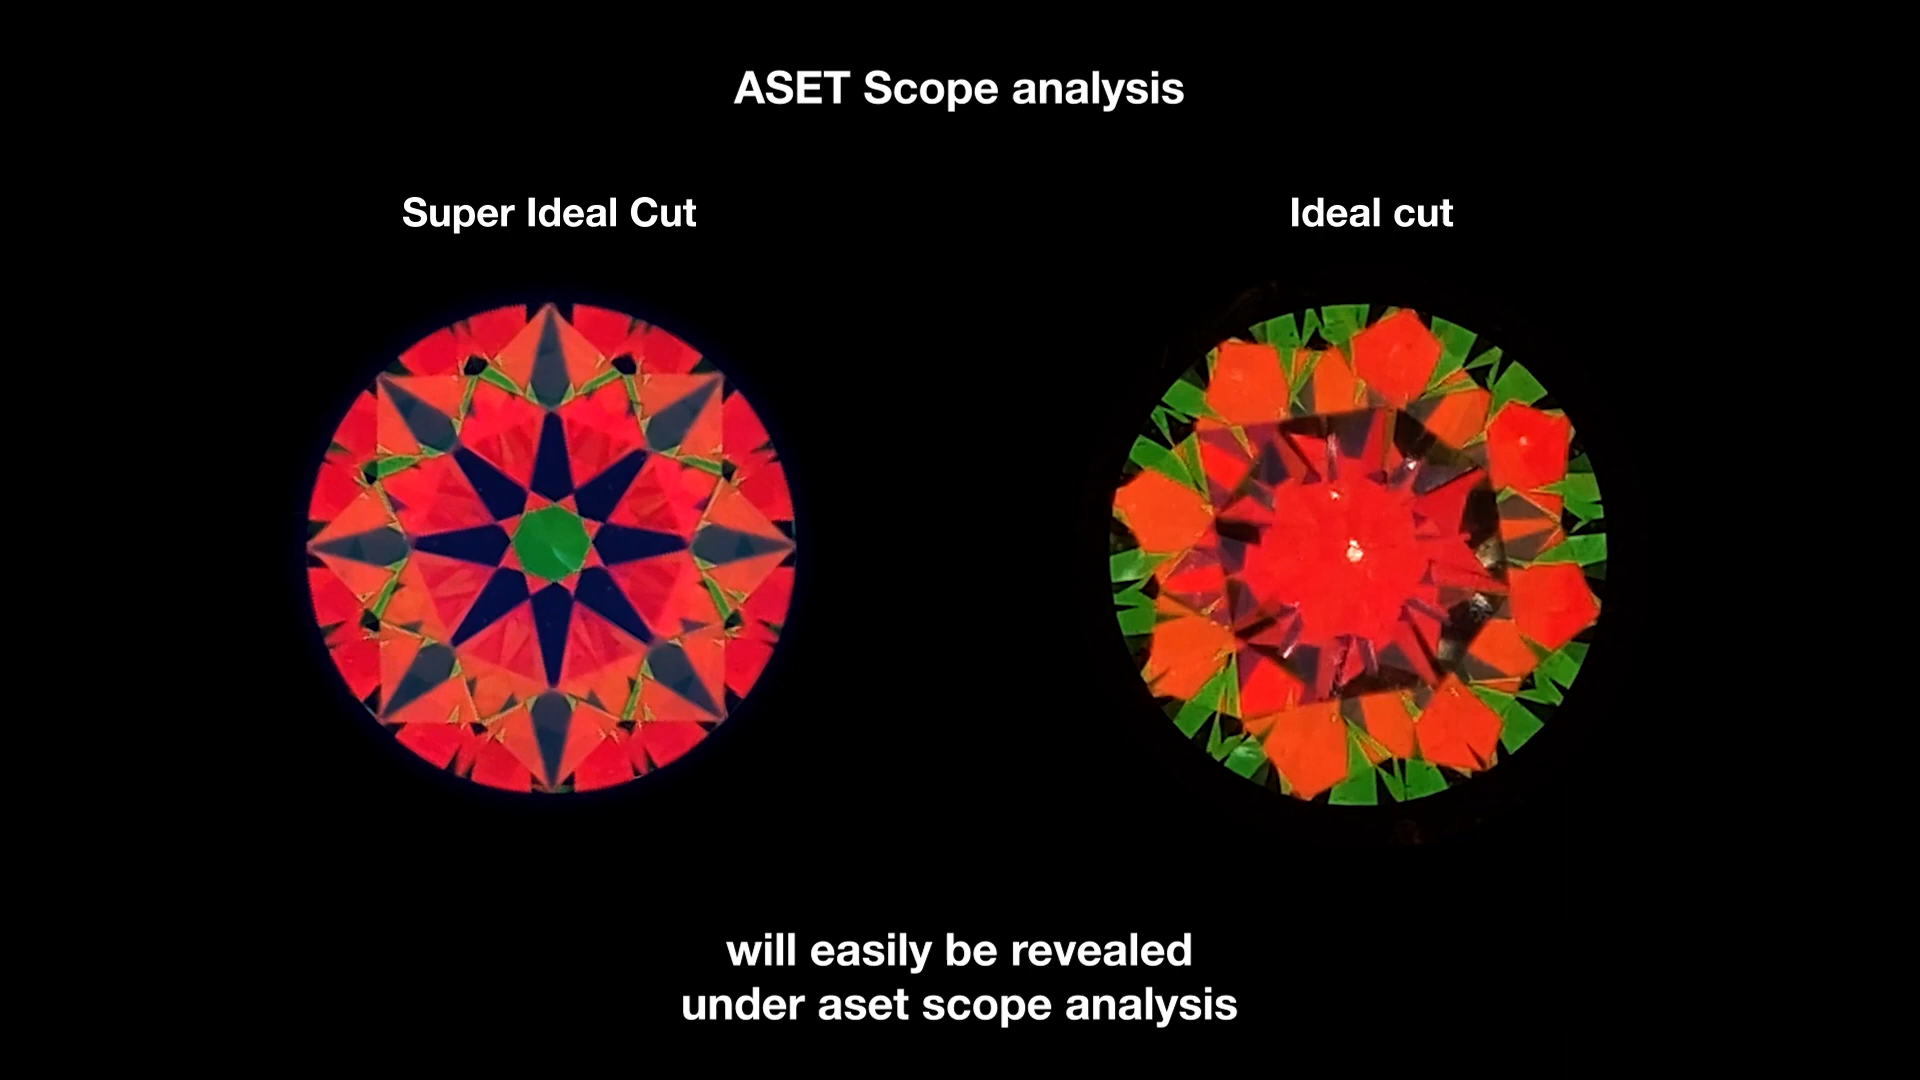 ASET Scope analysis
Super Ideal Cut
Ideal cut
will easily be revealed
under aset scope analysis